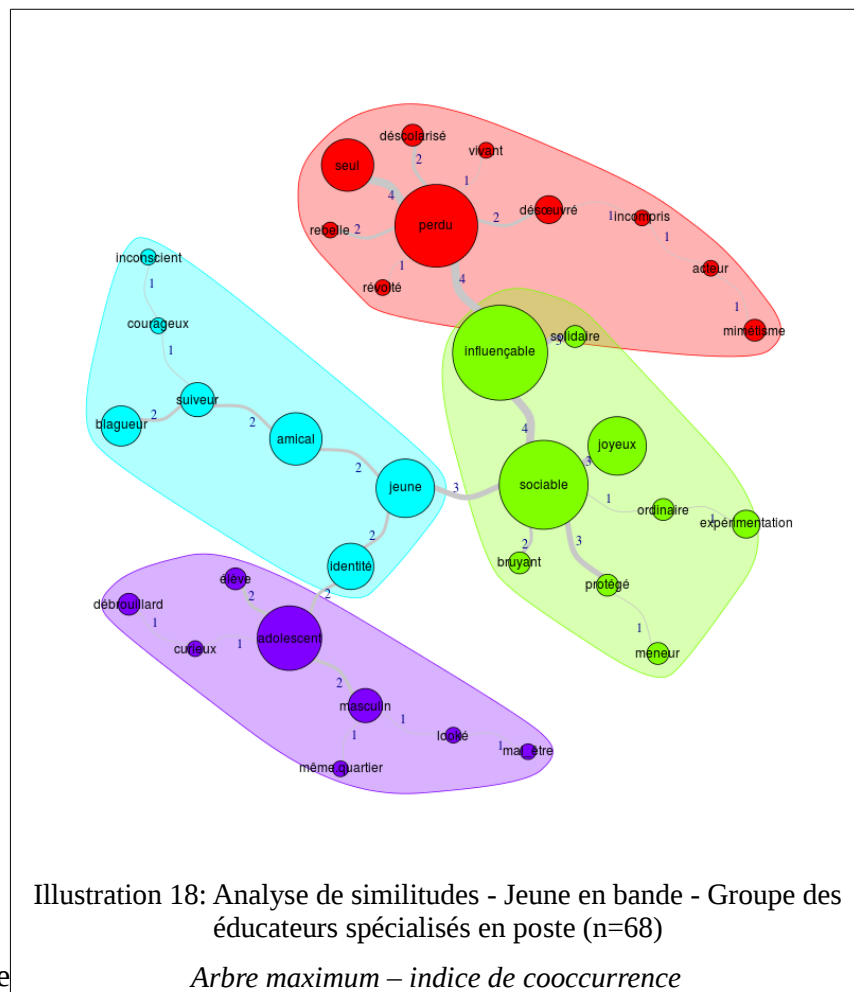 déscolarisé
vivant
seul
2
1
4
perdu
2
désœuvré
1
incompris
rebelle
2
1
1
acteur
révolté
4
1
mimétisme
inconscient
1
courageux
solidaire
3
influençable
1
suiveur
2
blagueur
2
amical
4
joyeux
3
2
jeune
3
sociable
1
ordinaire
1
expérimentation
2
2
3
bruyant
identité
protégé
élève
2
2
débrouillard
1
adolescent
1
curieux
1
meneur
2
masculin
1
1
looké
1
mal_être
même.quartier
Illustration 18: Analyse de similitudes - Jeune en bande - Groupe des
éducateurs spécialisés en poste (n=68)
e
Arbre maximum – indice de cooccurrence